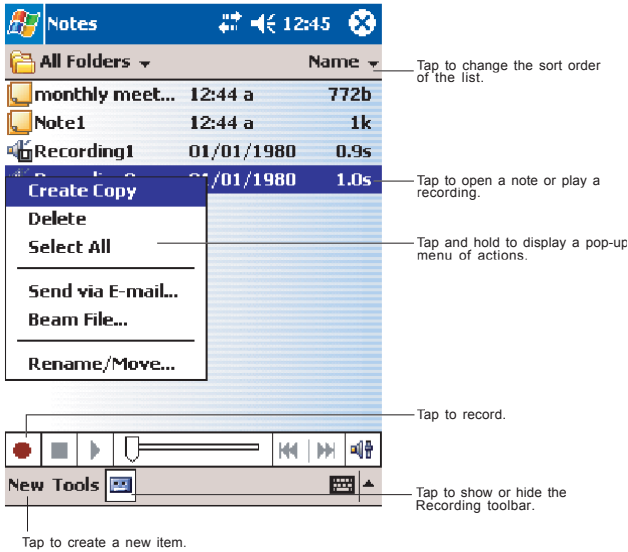 Notes 12:45
All Folders Name
Tap to change the sort order
of the list.
monthly meet... 12:44 a 772b
Note1 12:44 a 1k
Recording1 01/01/1980 0.9s
/01/1980 1.0s
Tap to open a note or play a
recording.
Create Copy
Delete
Select All
Tap and hold to display a pop-up
menu of actions.
Send via E-mail...
Beam File...
Rename/Move...
Tap to record.
New Tools
Tap to show or hide the
Recording toolbar.
Tap to create a new item.